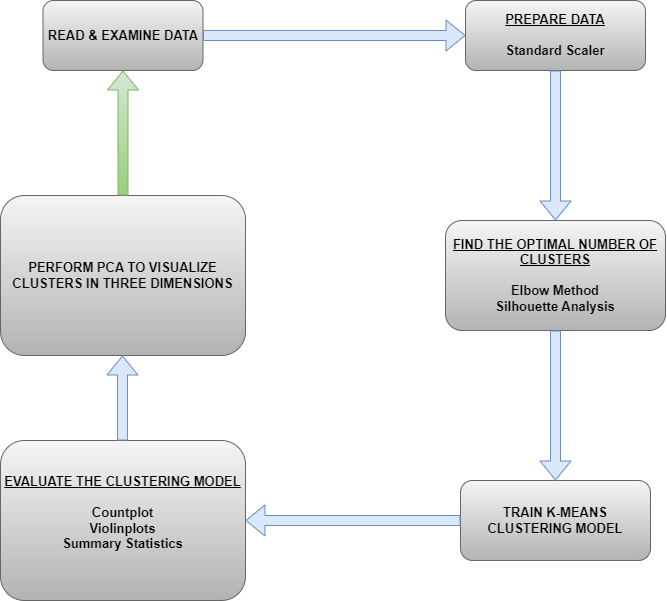 READ & EXAMINE DATA
PREPARE DATA
Standard Scaler
FIND THE OPTIMAL NUMBER OF
CLUSTERS
Elbow Method
Silhouette Analysis
TRAIN K-MEANS
CLUSTERING MODEL
EVALUATE THE CLUSTERING MODEL
Countplot
Violinplots
Summary Statistics
PERFORM PCA TO VISUALIZE
CLUSTERS IN THREE DIMENSIONS